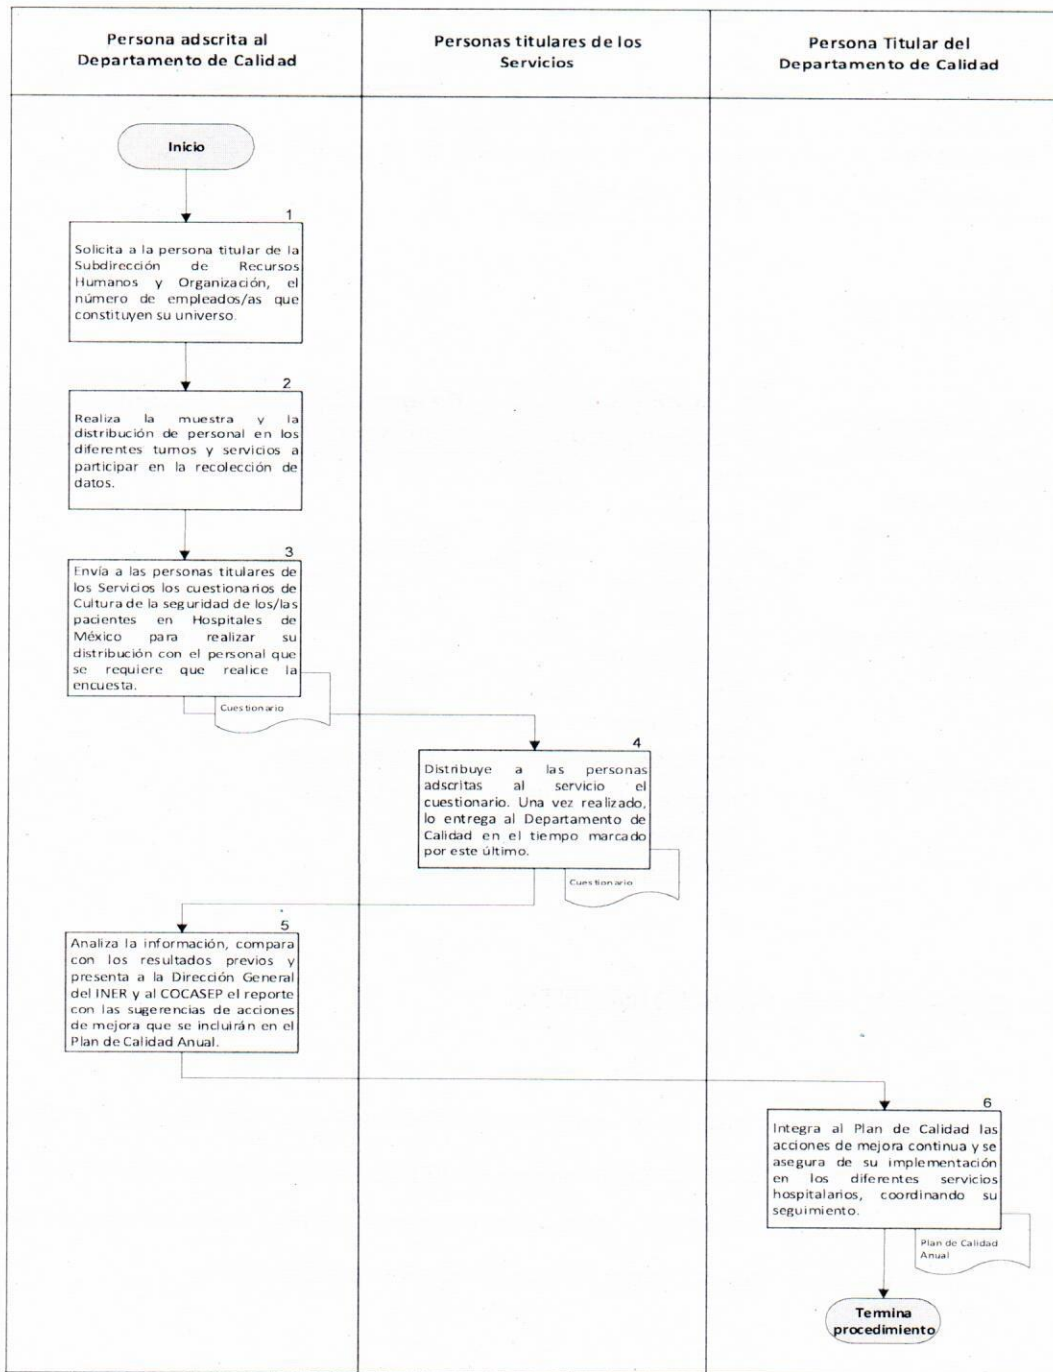 Persona adscrita al
Departamento de Calidad
Personas titulares de los
Servicios
Persona Titular del
Departamento de Calidad
Inicio
1
Solicita a la persona titular de la
Subdirección de Recursos
Humanos y Organización, el
número de empleados/as que
constituyen su universo.
2
Realiza la muestra y la
distribución de personal en los
diferentes turnos y servicios a
participar en la recolección de
datos.
3
Envía a las personas titulares de
los Servicios los cuestionarios de
Cultura de la seguridad de los/las
pacientes en Hospitales de
México para realizar su
distribución con el personal que
se requiere que realice la
encuesta.
Cuestionario
4
Distribuye a las personas
adscritas al servicio el
cuestionario. Una vez realizado,
lo entrega al Departamento de
Calidad en el tiempo marcado
por este último.
Cuestionario
5
Analiza la información, compara
con los resultados previos y
presenta a la Dirección General
del INER y al COCASEP el reporte
con las sugerencias de acciones
de mejora que se incluirán en el
Plan de Calidad Anual.
6
Integra al Plan de Calidad las
acciones de mejora continua y se
asegura de su implementación
en los diferentes servicios
hospitalarios, coordinando su
seguimiento.
Plan de Calidad
Anual
Termina
procedimiento